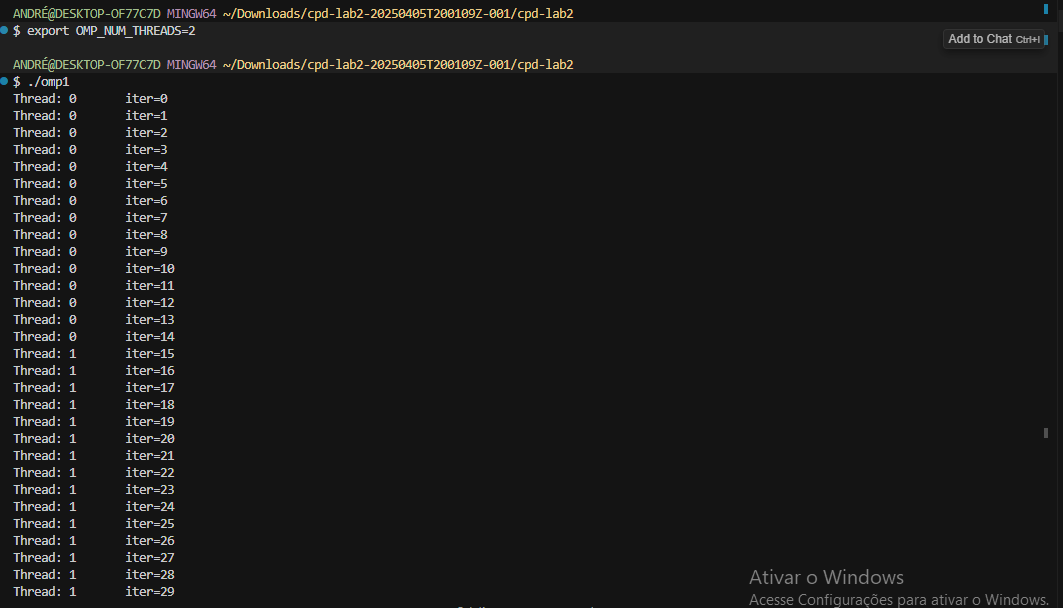 ANDRÉ@DESKTOP-OF77C7D MINGW64 ~/Downloads/cpd-lab2-20250405T200109Z-001/cpd-lab2
$ export OMP_NUM_THREADS=2
Add to Chat Ctrl+I
ANDRÉ@DESKTOP-OF77C7D MINGW64 ~/Downloads/cpd-lab2-20250405T200109Z-001/cpd-lab2
$ ./omp1
Thread: 0 iter=0
Thread: 0 iter=1
Thread: 0 iter=2
Thread: 0 iter=3
Thread: 0 iter=4
Thread: 0 iter=5
Thread: 0 iter=6
Thread: 0 iter=7
Thread: 0 iter=8
Thread: 0 iter=9
Thread: 0 iter=10
Thread: 0 iter=11
Thread: 0 iter=12
Thread: 0 iter=13
Thread: 0 iter=14
Thread: 1 iter=15
Thread: 1 iter=16
Thread: 1 iter=17
Thread: 1 iter=18
Thread: 1 iter=19
Thread: 1 iter=20
Thread: 1 iter=21
Thread: 1 iter=22
Thread: 1 iter=23
Thread: 1 iter=24
Thread: 1 iter=25
Thread: 1 iter=26
Thread: 1 iter=27
Thread: 1 iter=28
Thread: 1 iter=29
Ativar o Windows
Acesse Configurações para ativar o Windows.